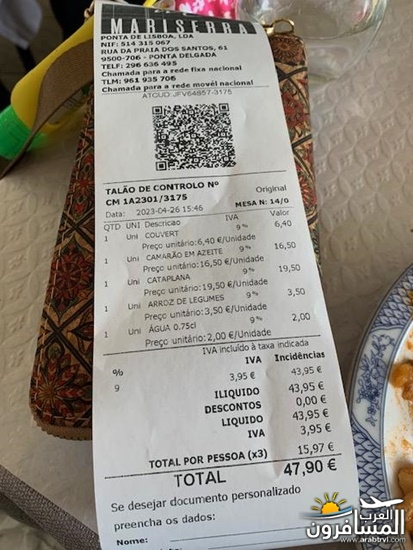 MARISERRA
PONTA DE LISBOA, LDA
NIF: 514 315 067
RUA DA PRAIA DOS SANTOS, 61
9500-706 - PONTA DELGADA
TELF: 296 636 495
Chamada para a rede fixa nacional
TLM: 961 935 706
Chamada para a rede movél nacional
ATCUD:JFV64957-3175
TALÃO DE CONTROLO Nº Original
CM 1A2301/3175
Data: 2023-04-26 15:46 MESA N: 14/0
QTD UNI Descricao IVA Valor
1 Uni COUVERT 9% 6,40
Preço unitário:6,40 €/Unidade
1 Uni CAMARÃO EM AZEITE 9% 16,50
Preço unitário:16,50 €/Unidade
1 Uni CATAPLANA 9% 19,50
Preço unitário:19,50 €/Unidade
1 Uni ARROZ DE LEGUMES 9% 3,50
Preço unitário:3,50 €/Unidade
1 Uni ÁGUA 0.75cl 9% 2,00
Preço unitário:2,00 €/Unidade
IVA incluído à taxa indicada
% IVA Incidências
9 3,95 € 43,95 €
ILIQUIDO 43,95 €
DESCONTOS 0,00 €
LIQUIDO 43,95 €
IVA 3,95 €
TOTAL POR PESSOA (x3) 15,97 €
TOTAL 47,90 €
Se desejar documento personalizado
preencha os dados:
Nome:
العرب
المسافرون
www.arabtrvl.com